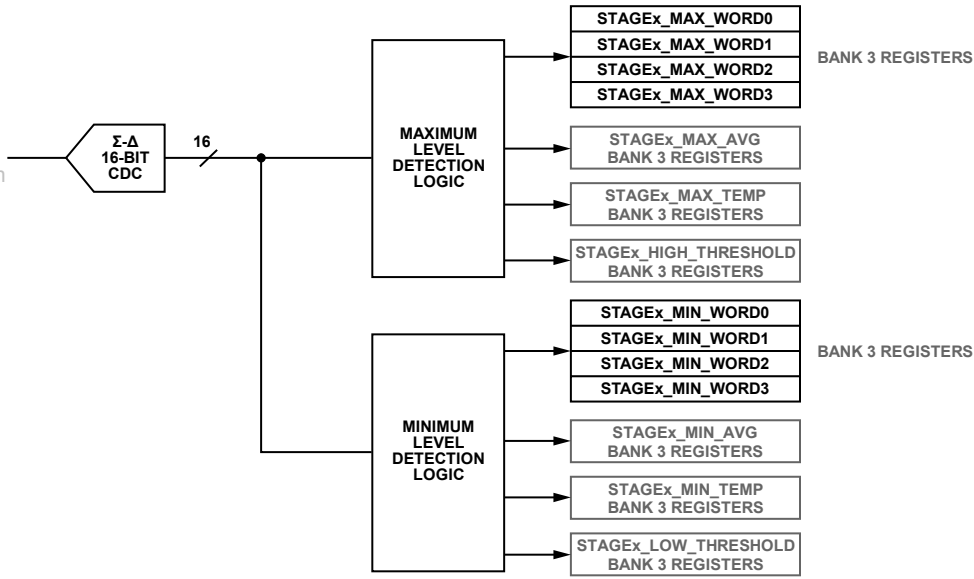 STAGEx_MAX_WORD0
STAGEx_MAX_WORD1
STAGEx_MAX_WORD2
STAGEx_MAX_WORD3
BANK 3 REGISTERS
Σ-Δ
16-BIT
CDC
16
MAXIMUM
LEVEL
DETECTION
LOGIC
STAGEx_MAX_AVG
BANK 3 REGISTERS
STAGEx_MAX_TEMP
BANK 3 REGISTERS
STAGEx_HIGH_THRESHOLD
BANK 3 REGISTERS
STAGEx_MIN_WORD0
STAGEx_MIN_WORD1
STAGEx_MIN_WORD2
STAGEx_MIN_WORD3
BANK 3 REGISTERS
MINIMUM
LEVEL
DETECTION
LOGIC
STAGEx_MIN_AVG
BANK 3 REGISTERS
STAGEx_MIN_TEMP
BANK 3 REGISTERS
STAGEx_LOW_THRESHOLD
BANK 3 REGISTERS